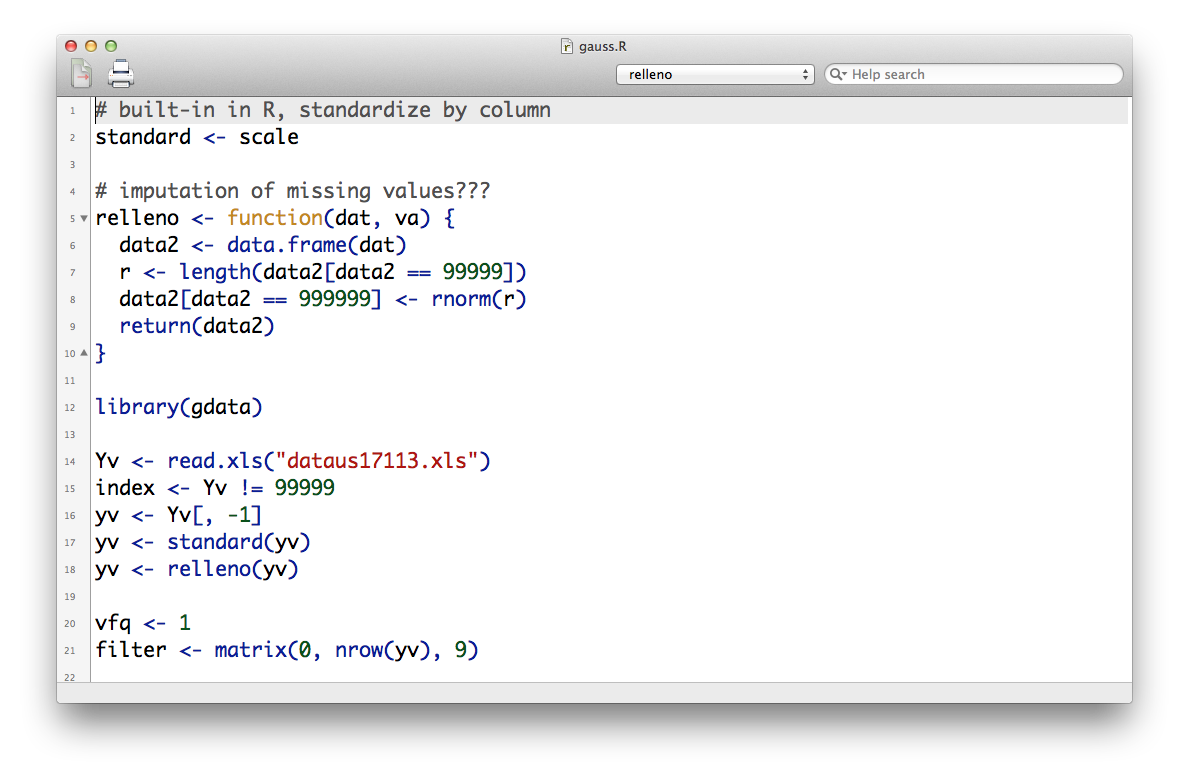 gauss.R
relleno
Help search
1 # built-in in R, standardize by column
2 standard <- scale
3
4 # imputation of missing values???
5 relleno <- function(dat, va) {
6 data2 <- data.frame(dat)
7 r <- length(data2[data2 == 99999])
8 data2[data2 == 999999] <- rnorm(r)
9 return(data2)
10 }
11
12 library(gdata)
13
14 Yv <- read.xls("dataus17113.xls")
15 index <- Yv != 99999
16 yv <- Yv[, -1]
17 yv <- standard(yv)
18 yv <- relleno(yv)
19
20 vfq <- 1
21 filter <- matrix(0, nrow(yv), 9)
22